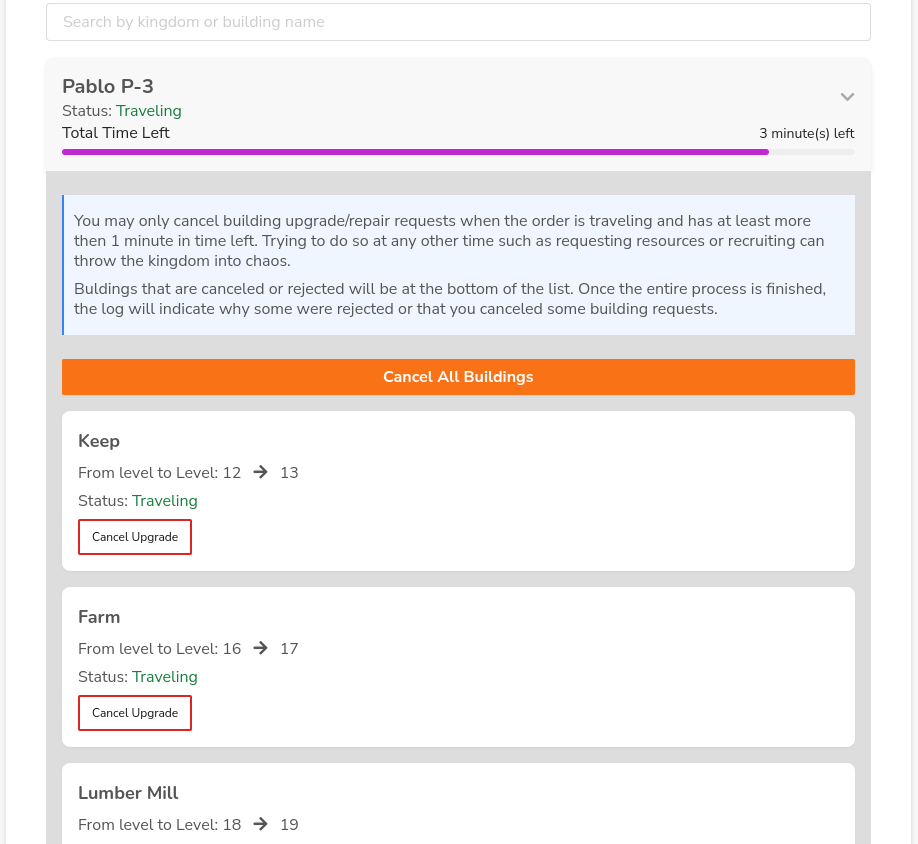 Search by kingdom or building name
Pablo P-3
Status: Traveling
Total Time Left
3 minute(s) left
You may only cancel building upgrade/repair requests when the order is traveling and has at least more
then 1 minute in time left. Trying to do so at any other time such as requesting resources or recruiting can
throw the kingdom into chaos.
Buldings that are canceled or rejected will be at the bottom of the list. Once the entire process is finished,
the log will indicate why some were rejected or that you canceled some building requests.
Cancel All Buildings
Keep
From level to Level: 12 → 13
Status: Traveling
Cancel Upgrade
Farm
From level to Level: 16 → 17
Status: Traveling
Cancel Upgrade
Lumber Mill
From level to Level: 18 → 19